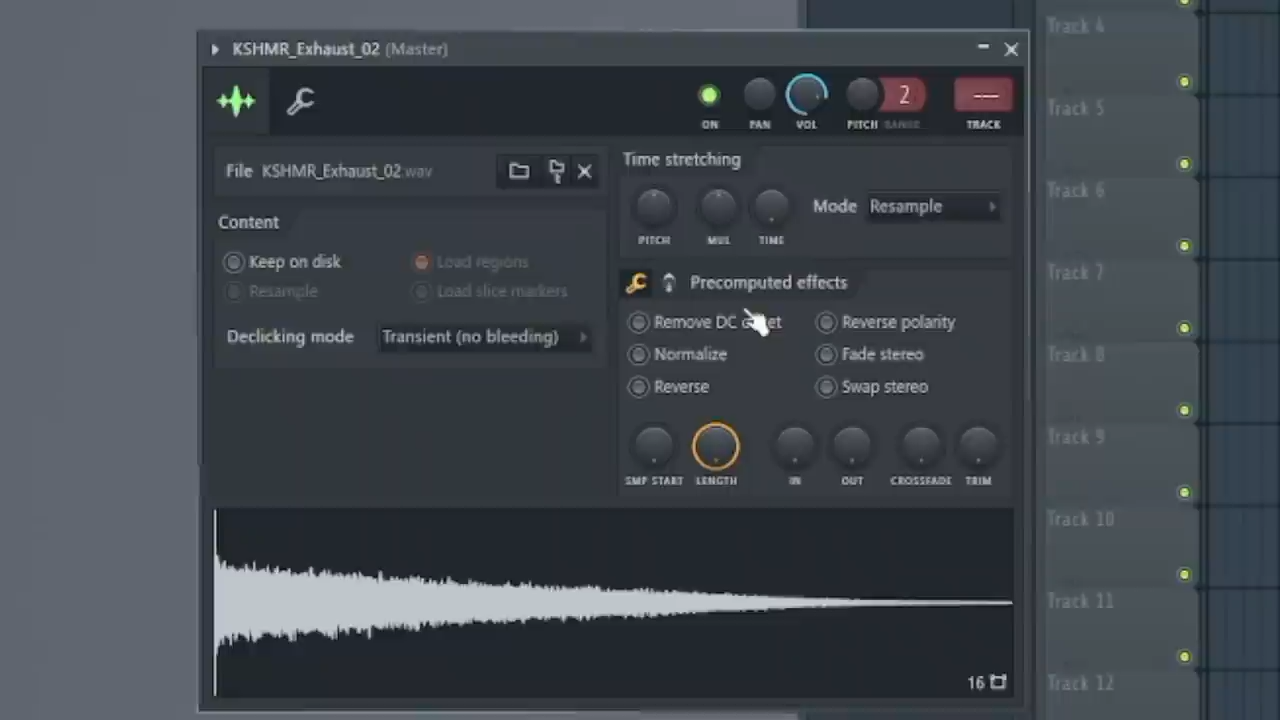 KSHMR_Exhaust_02 (Master)
ON PAN VOL PITCH RANGE TRACK
2 ---
File KSHMR_Exhaust_02.wav
Content
Keep on disk Load regions
Resample Load slice markers
Declicking mode Transient (no bleeding)
Time stretching
PITCH MUL TIME
Mode Resample
Precomputed effects
Remove DC Reverse polarity
Normalize Fade stereo
Reverse Swap stereo
SMP START LENGTH IN OUT CROSSFADE TRIM
16
Track 4
Track 5
Track 6
Track 7
Track 8
Track 9
Track 10
Track 11
Track 12